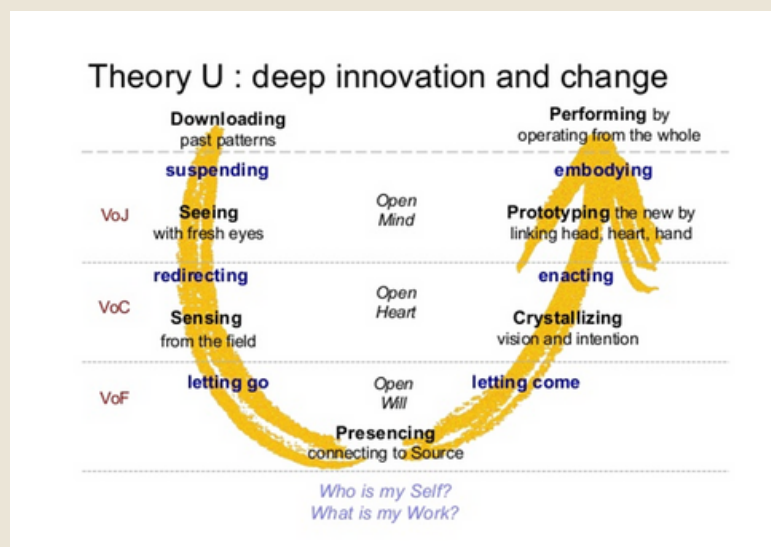 Theory U : deep innovation and change
Downloading
past patterns
Performing by
operating from the whole
suspending
embodying
VoJ
Seeing
with fresh eyes
Open
Mind
Prototyping the new by
linking head, heart, hand
redirecting
enacting
VoC
Sensing
from the field
Open
Heart
Crystallizing
vision and intention
letting go
letting come
VoF
Open
Will
Presencing
connecting to Source
Who is my Self?
What is my Work?